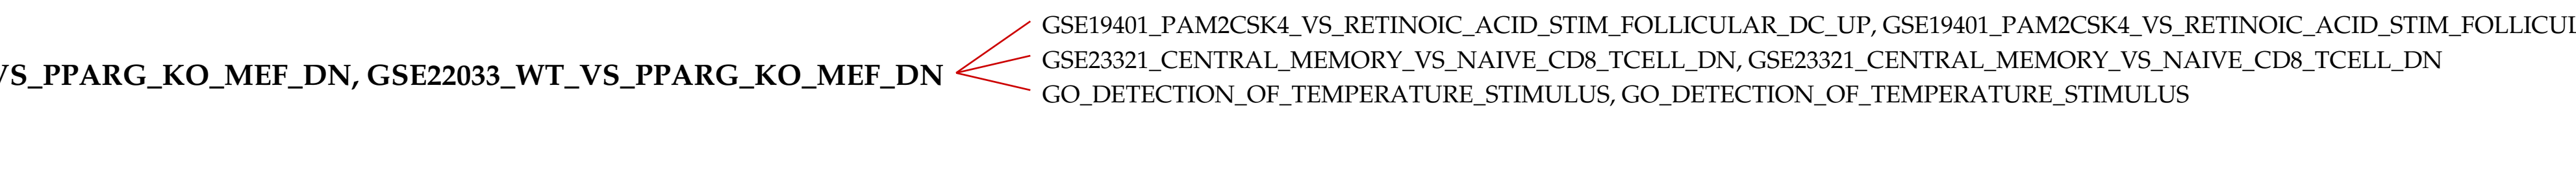 GSE19401_PAM2CSK4_VS_RETINOIC_ACID_STIM_FOLLICULAR_DC_UP, GSE19401_PAM2CSK4_VS_RETINOIC_ACID_STIM_FOLLICUL
GSE23321_CENTRAL_MEMORY_VS_NAIVE_CD8_TCELL_DN, GSE23321_CENTRAL_MEMORY_VS_NAIVE_CD8_TCELL_DN
VS_PPARG_KO_MEF_DN, GSE22033_WT_VS_PPARG_KO_MEF_DN
GO_DETECTION_OF_TEMPERATURE_STIMULUS, GO_DETECTION_OF_TEMPERATURE_STIMULUS